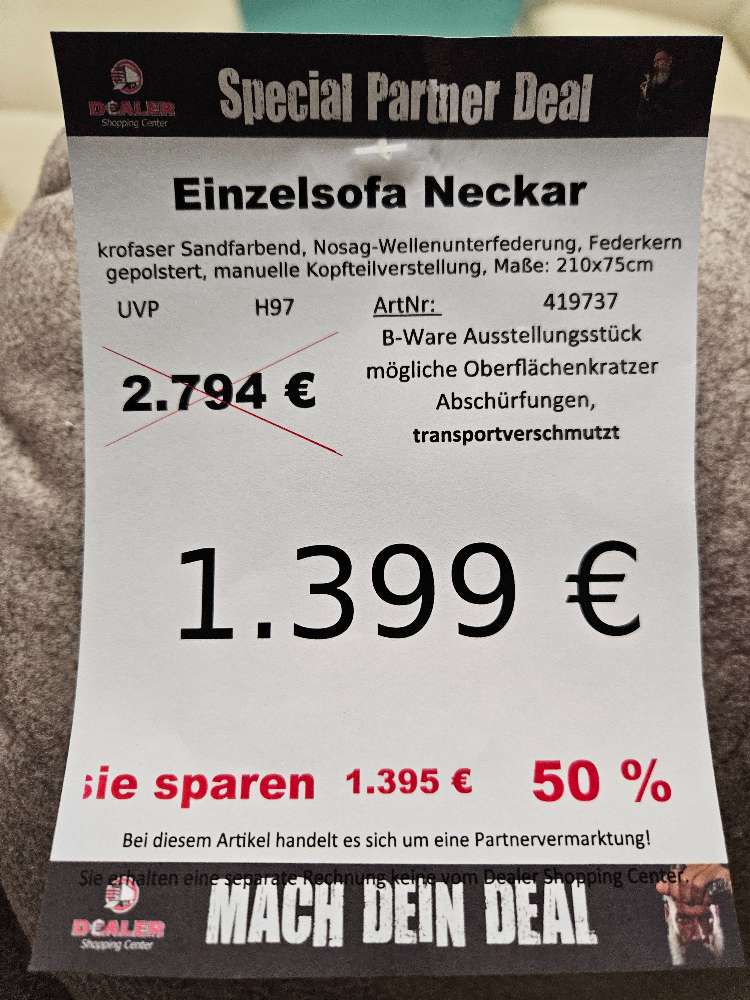 DEALER
Shopping Center
Special Partner Deal
Einzelsofa Neckar
krofaser Sandfarbend, Nosag-Wellenunterfederung, Federkern
gepolstert, manuelle Kopfteilverstellung, Maße: 210x75cm
UVP H97 ArtNr: 419737
B-Ware Ausstellungsstück
mögliche Oberflächenkratzer
2.794 €
Abschürfungen,
transportverschmutzt
1.399 €
sie sparen 1.395 € 50 %
Bei diesem Artikel handelt es sich um eine Partnervermarktung!
Sie erhalten eine separate Rechnung keine vom Dealer Shopping Center.
DEALER
Shopping Center
MACH DEIN DEAL